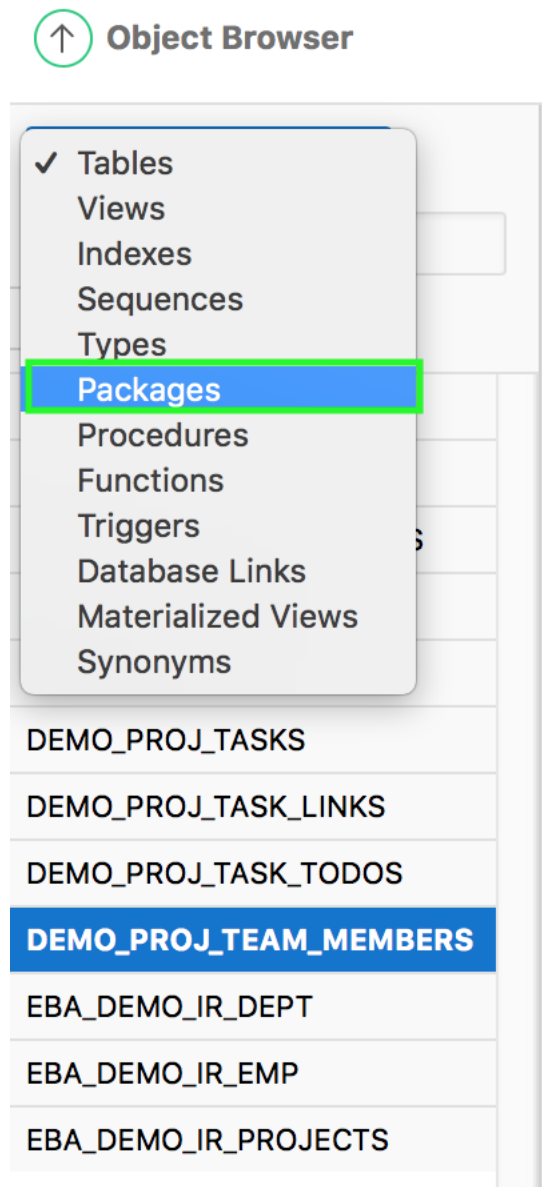 Object Browser
✓ Tables
Views
Indexes
Sequences
Types
Packages
Procedures
Functions
Triggers
Database Links
Materialized Views
Synonyms
DEMO_PROJ_TASKS
DEMO_PROJ_TASK_LINKS
DEMO_PROJ_TASK_TODOS
DEMO_PROJ_TEAM_MEMBERS
EBA_DEMO_IR_DEPT
EBA_DEMO_IR_EMP
EBA_DEMO_IR_PROJECTS